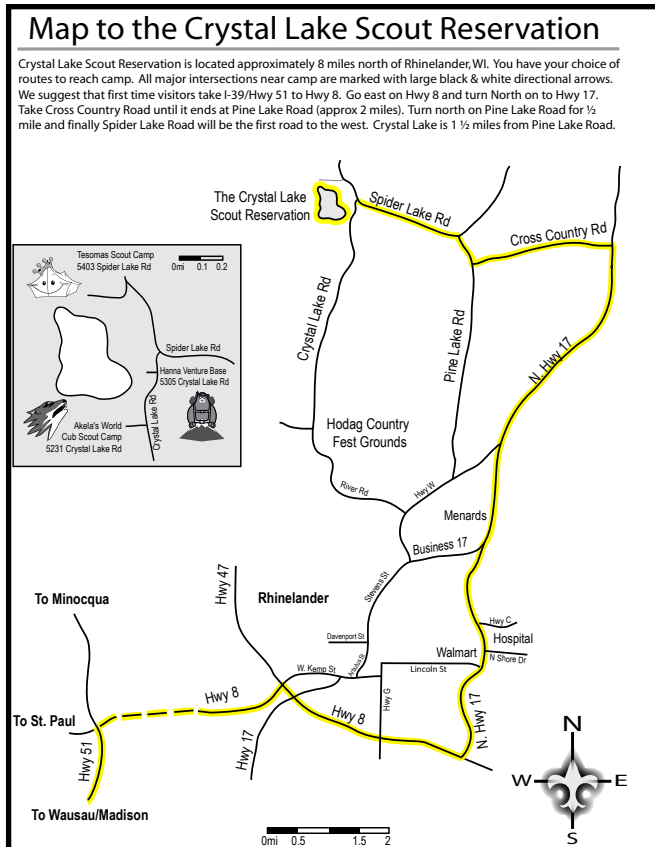 Map to the Crystal Lake Scout Reservation
Crystal Lake Scout Reservation is located approximately 8 miles north of Rhinelander, WI. You have your choice of
routes to reach camp. All major intersections near camp are marked with large black & white directional arrows.
We suggest that first time visitors take I-39/Hwy 51 to Hwy 8. Go east on Hwy 8 and turn North on to Hwy 17.
Take Cross Country Road until it ends at Pine Lake Road (approx 2 miles). Turn north on Pine Lake Road for ½
mile and finally Spider Lake Road will be the first road to the west. Crystal Lake is 1 ½ miles from Pine Lake Road.
The Crystal Lake
Scout Reservation
Spider Lake Rd
Cross Country Rd
Tesomas Scout Camp
5403 Spider Lake Rd
0mi 0.1 0.2
Spider Lake Rd
Hanna Venture Base
5305 Crystal Lake Rd
Crystal Lake Rd
Akela's World
Cub Scout Camp
5231 Crystal Lake Rd
Crystal Lake Rd
Pine Lake Rd
N. Hwy 17
Hodag Country
Fest Grounds
River Rd
Hwy W
Menards
Business 17
Hwy 47
Stevens St
Rhinelander
To Minocqua
Hwy C
Hospital
Davenport St
Walmart
N Shore Dr
W. Kemp St
Arbutus St
Lincoln St
Hwy G
Hwy 8
Hwy 8
N. Hwy 17
To St. Paul
Hwy 51
Hwy 17
To Wausau/Madison
N
W
E
S
0mi 0.5 1.5 2